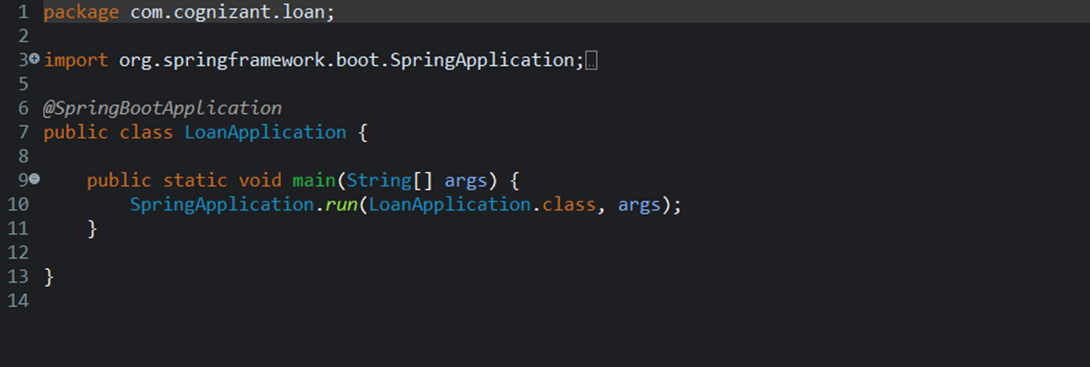 1 package com.cognizant.loan;
2
3 import org.springframework.boot.SpringApplication;
5
6 @SpringBootApplication
7 public class LoanApplication {
8
9     public static void main(String[] args) {
10         SpringApplication.run(LoanApplication.class, args);
11     }
12
13 }
14